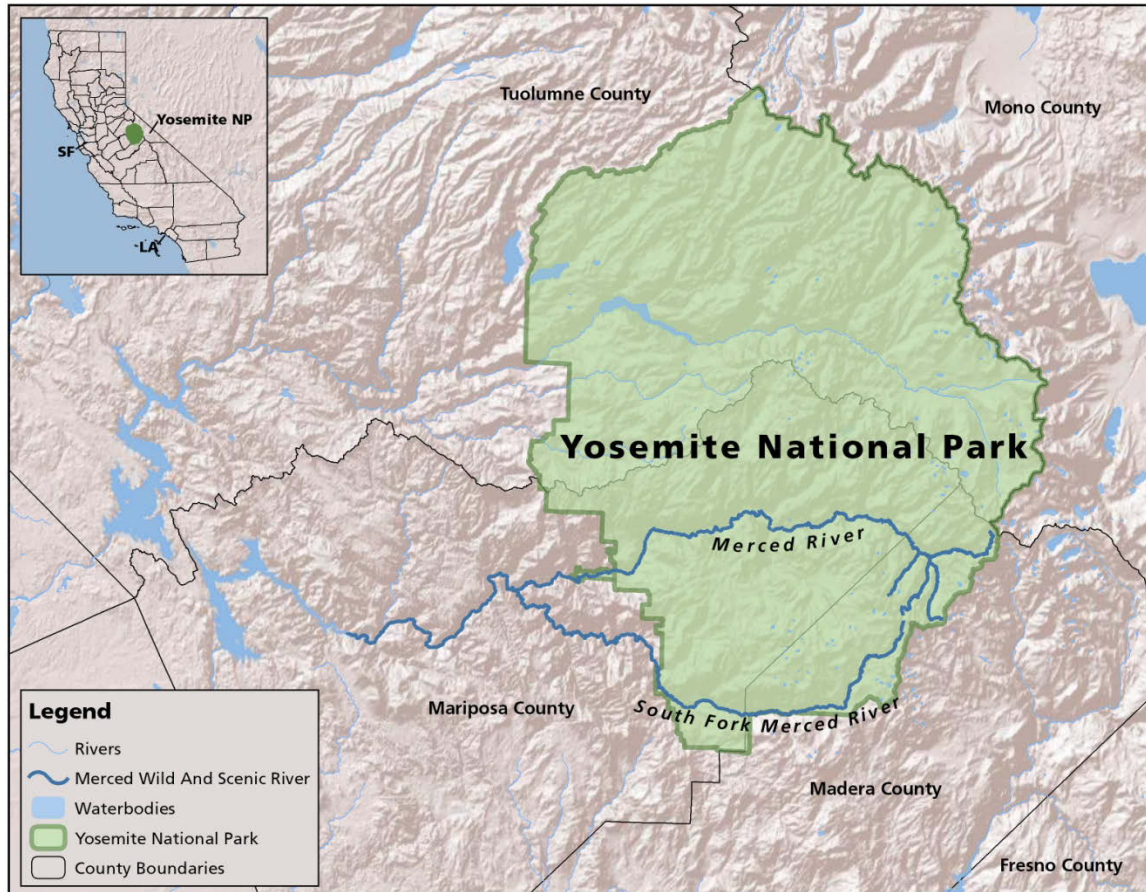 Yosemite NP
SF
LA
Tuolumne County
Mono County
Yosemite National Park
Merced River
South Fork Merced River
Mariposa County
Madera County
Fresno County
Legend
Rivers
Merced Wild And Scenic River
Waterbodies
Yosemite National Park
County Boundaries